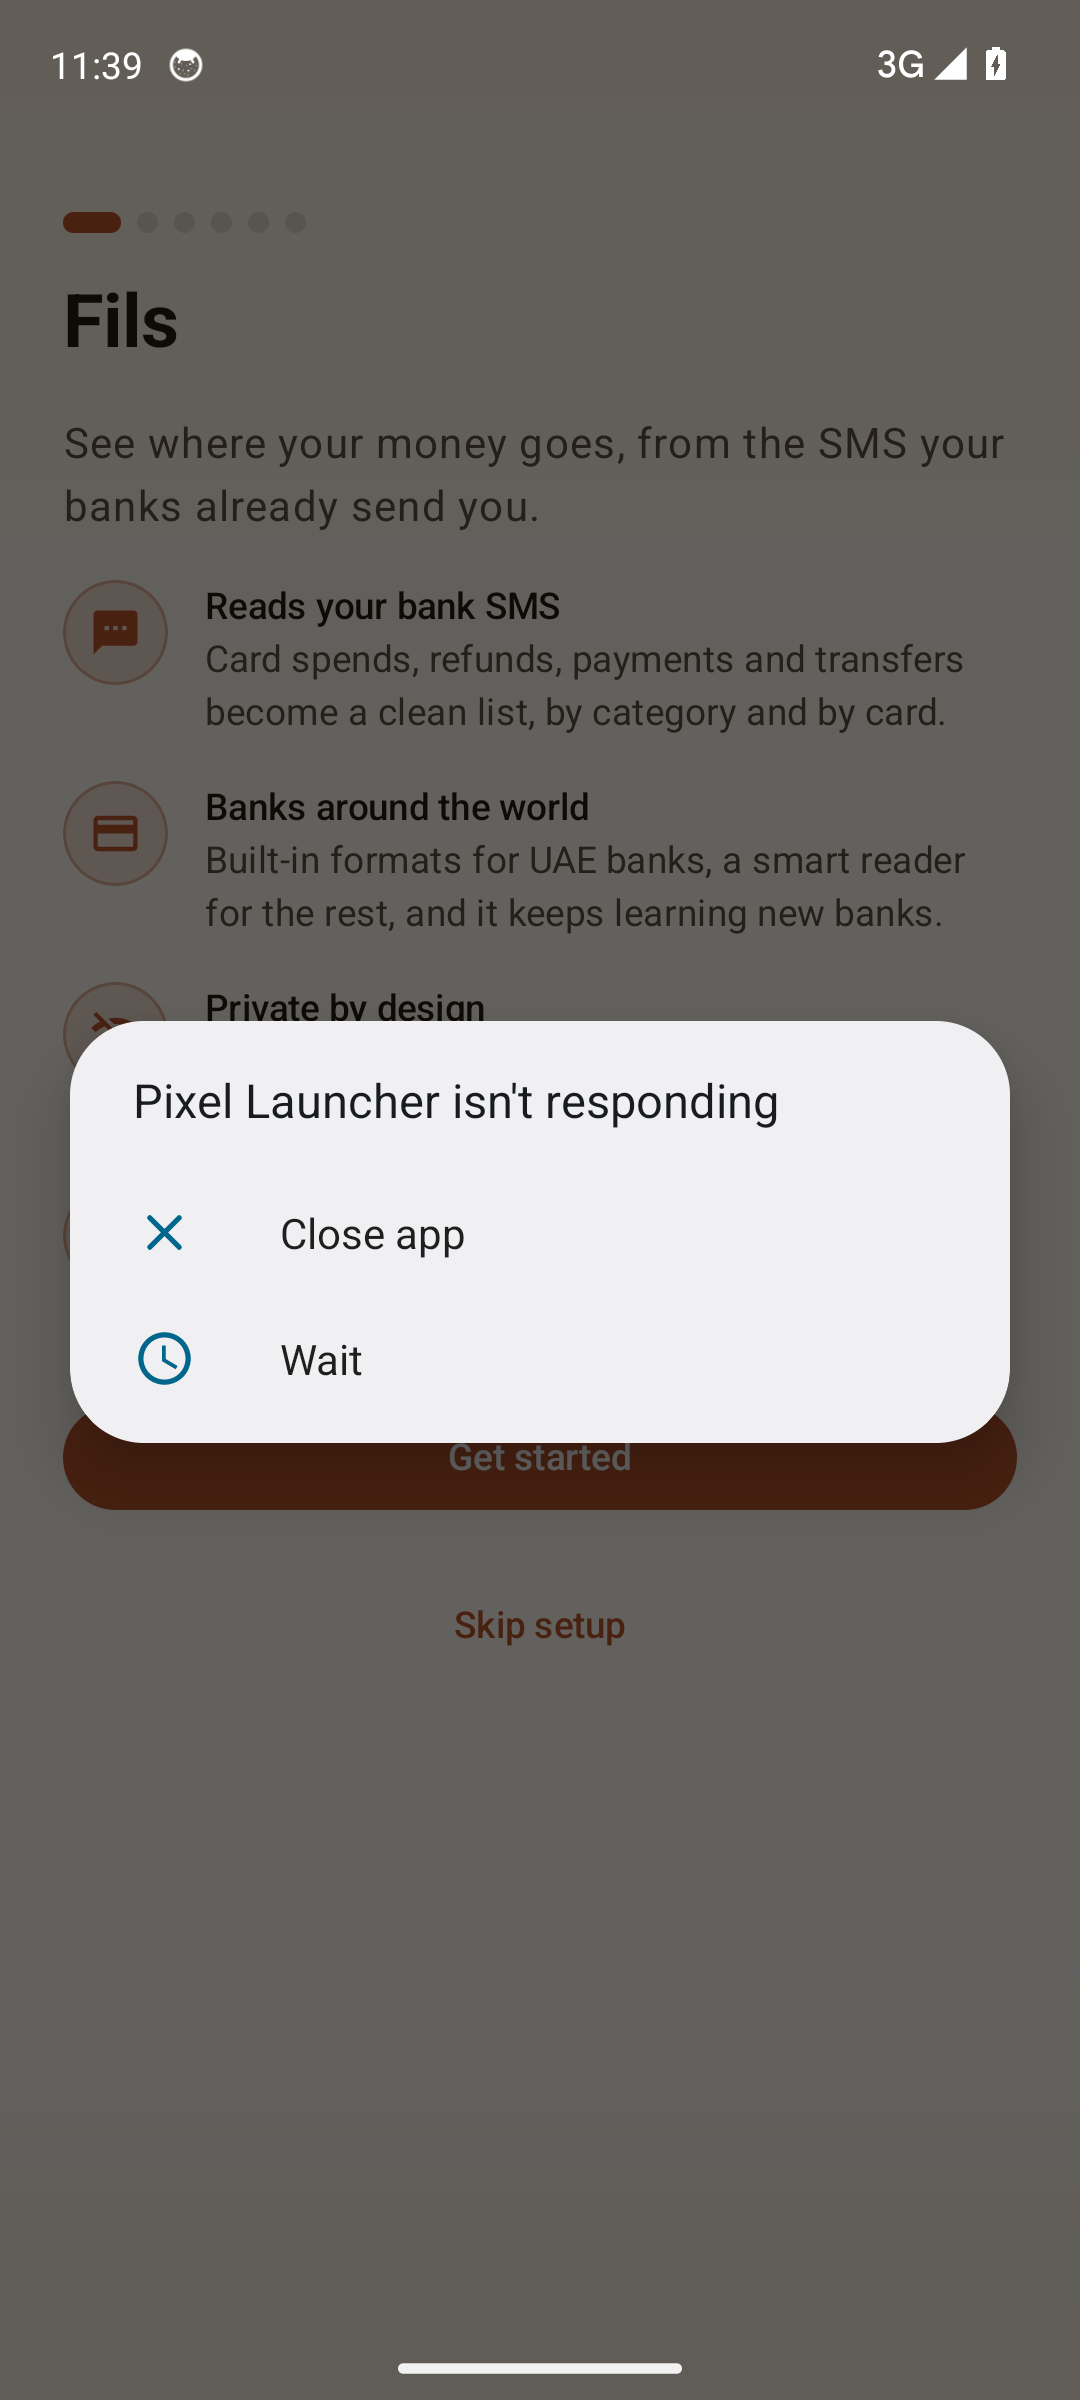 11:39
3G
Fils
See where your money goes, from the SMS your
banks already send you.
Reads your bank SMS
Card spends, refunds, payments and transfers
become a clean list, by category and by card.
Banks around the world
Built-in formats for UAE banks, a smart reader
for the rest, and it keeps learning new banks.
Private by design
Pixel Launcher isn't responding
Close app
Wait
Get started
Skip setup